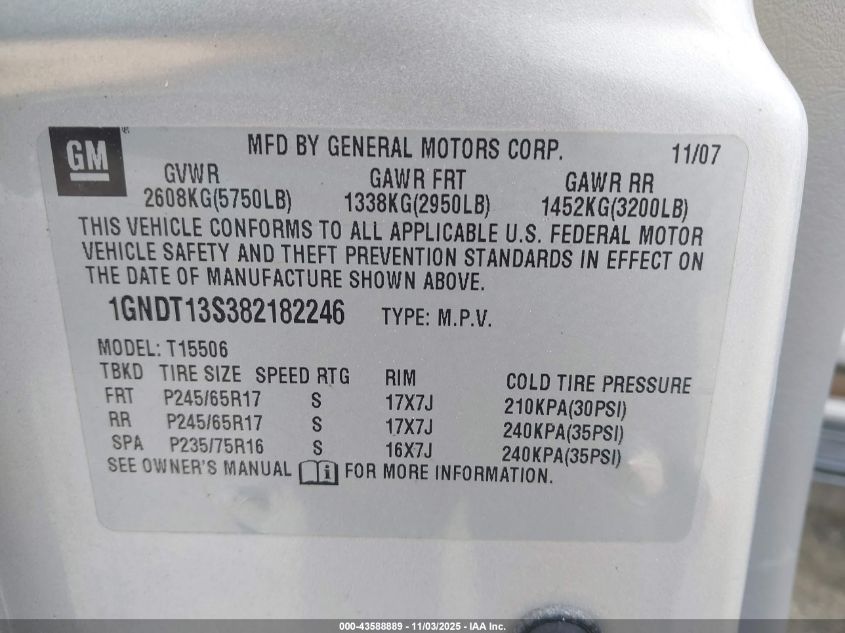 GM ®
MFD BY GENERAL MOTORS CORP. 11/07
GVWR GAWR FRT GAWR RR
2608KG(5750LB) 1338KG(2950LB) 1452KG(3200LB)
THIS VEHICLE CONFORMS TO ALL APPLICABLE U.S. FEDERAL MOTOR
VEHICLE SAFETY AND THEFT PREVENTION STANDARDS IN EFFECT ON
THE DATE OF MANUFACTURE SHOWN ABOVE.
1GNDT13S382182246 TYPE: M.P.V.
MODEL: T15506
TBKD TIRE SIZE SPEED RTG RIM COLD TIRE PRESSURE
FRT P245/65R17 S 17X7J 210KPA(30PSI)
RR P245/65R17 S 17X7J 240KPA(35PSI)
SPA P235/75R16 S 16X7J 240KPA(35PSI)
SEE OWNER'S MANUAL i FOR MORE INFORMATION.
000-43588889 - 11/03/2025 - IAA Inc.